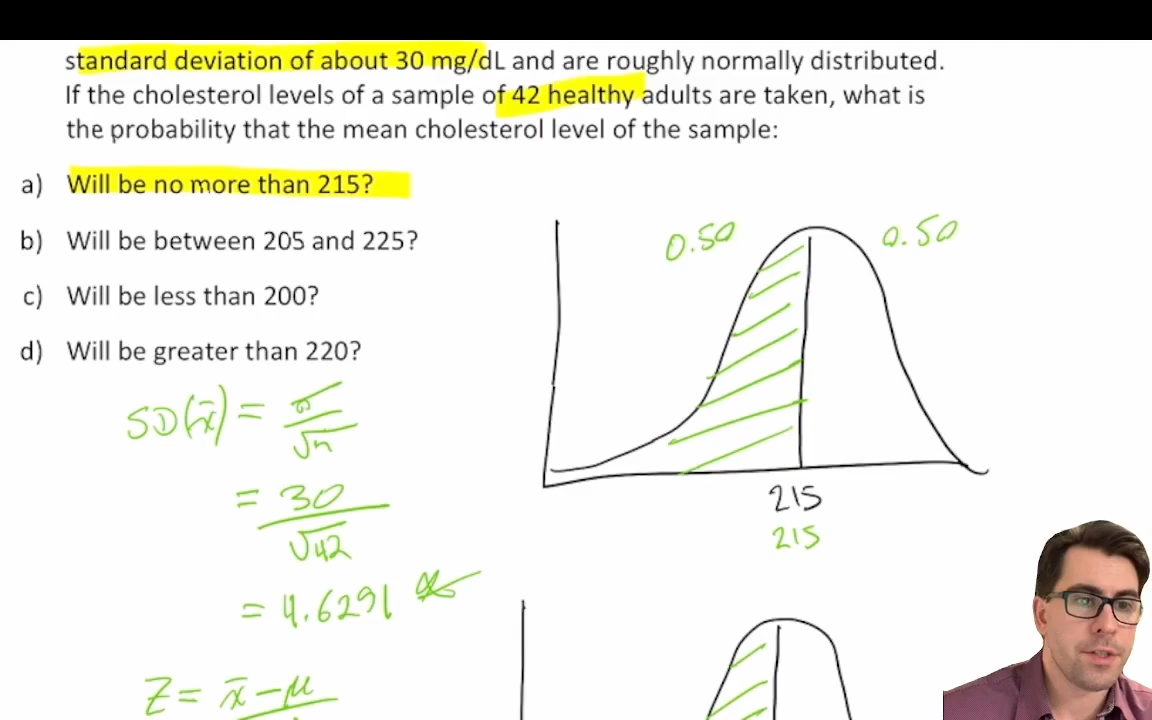 standard deviation of about 30 mg/dL and are roughly normally distributed.
If the cholesterol levels of a sample of 42 healthy adults are taken, what is
the probability that the mean cholesterol level of the sample:
a) Will be no more than 215?
b) Will be between 205 and 225?
c) Will be less than 200?
d) Will be greater than 220?
0.50 0.50
215
215
SD(x̄) = σ/√n
= 30/√42
= 4.6291
Z = x̄ - μ